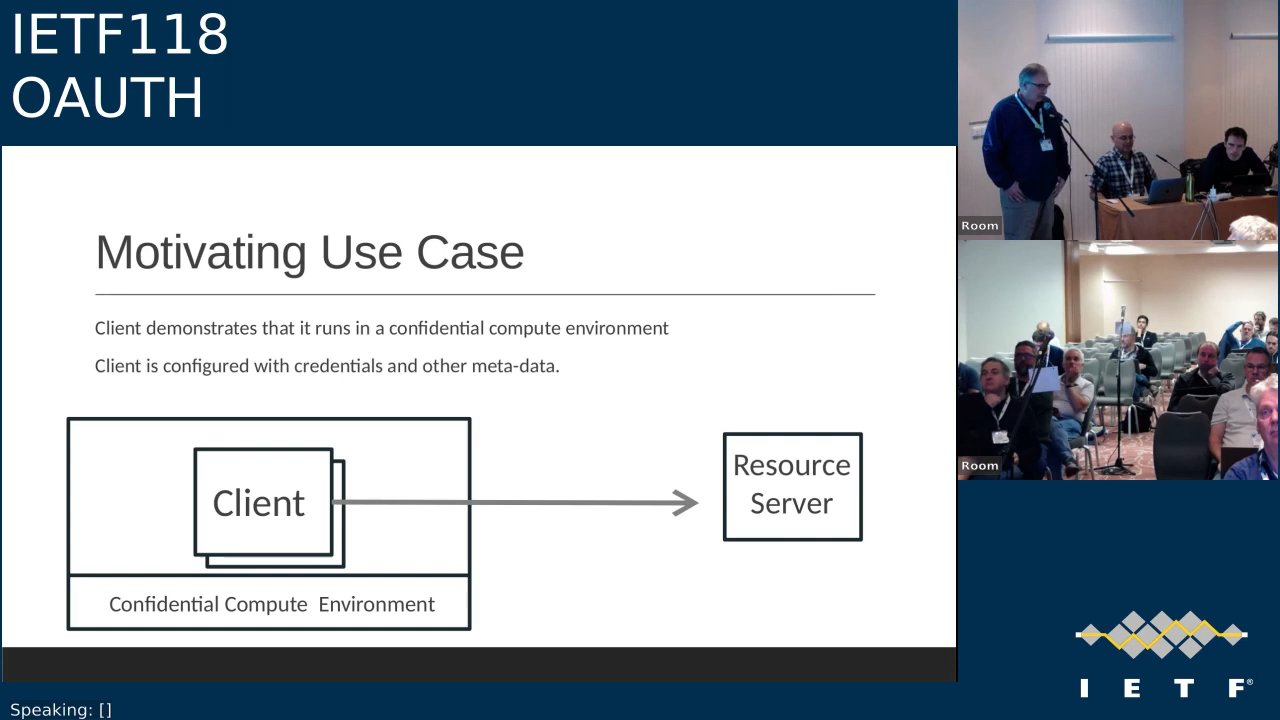 IETF118
OAUTH
Motivating Use Case
Client demonstrates that it runs in a confidential compute environment
Client is configured with credentials and other meta-data.
Client
Resource
Server
Confidential Compute Environment
Room
Room
I E T F®
Speaking: []